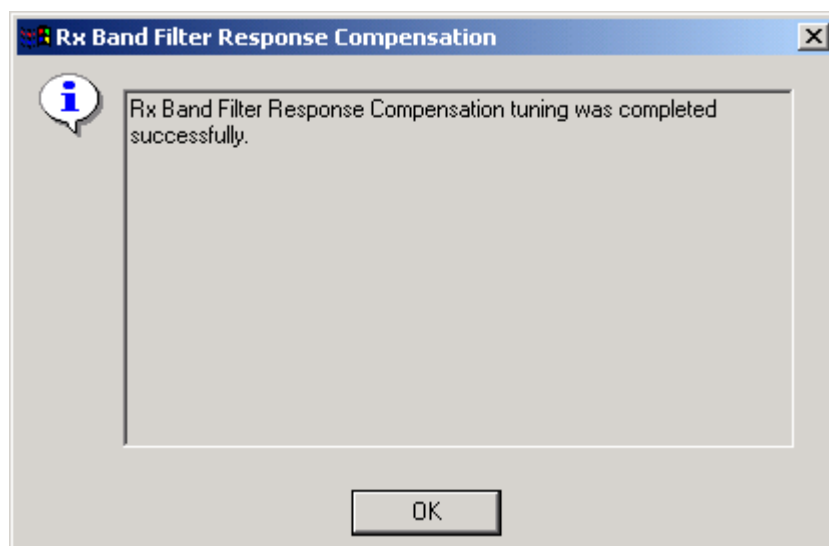 Rx Band Filter Response Compensation
Rx Band Filter Response Compensation tuning was completed
successfully.
OK